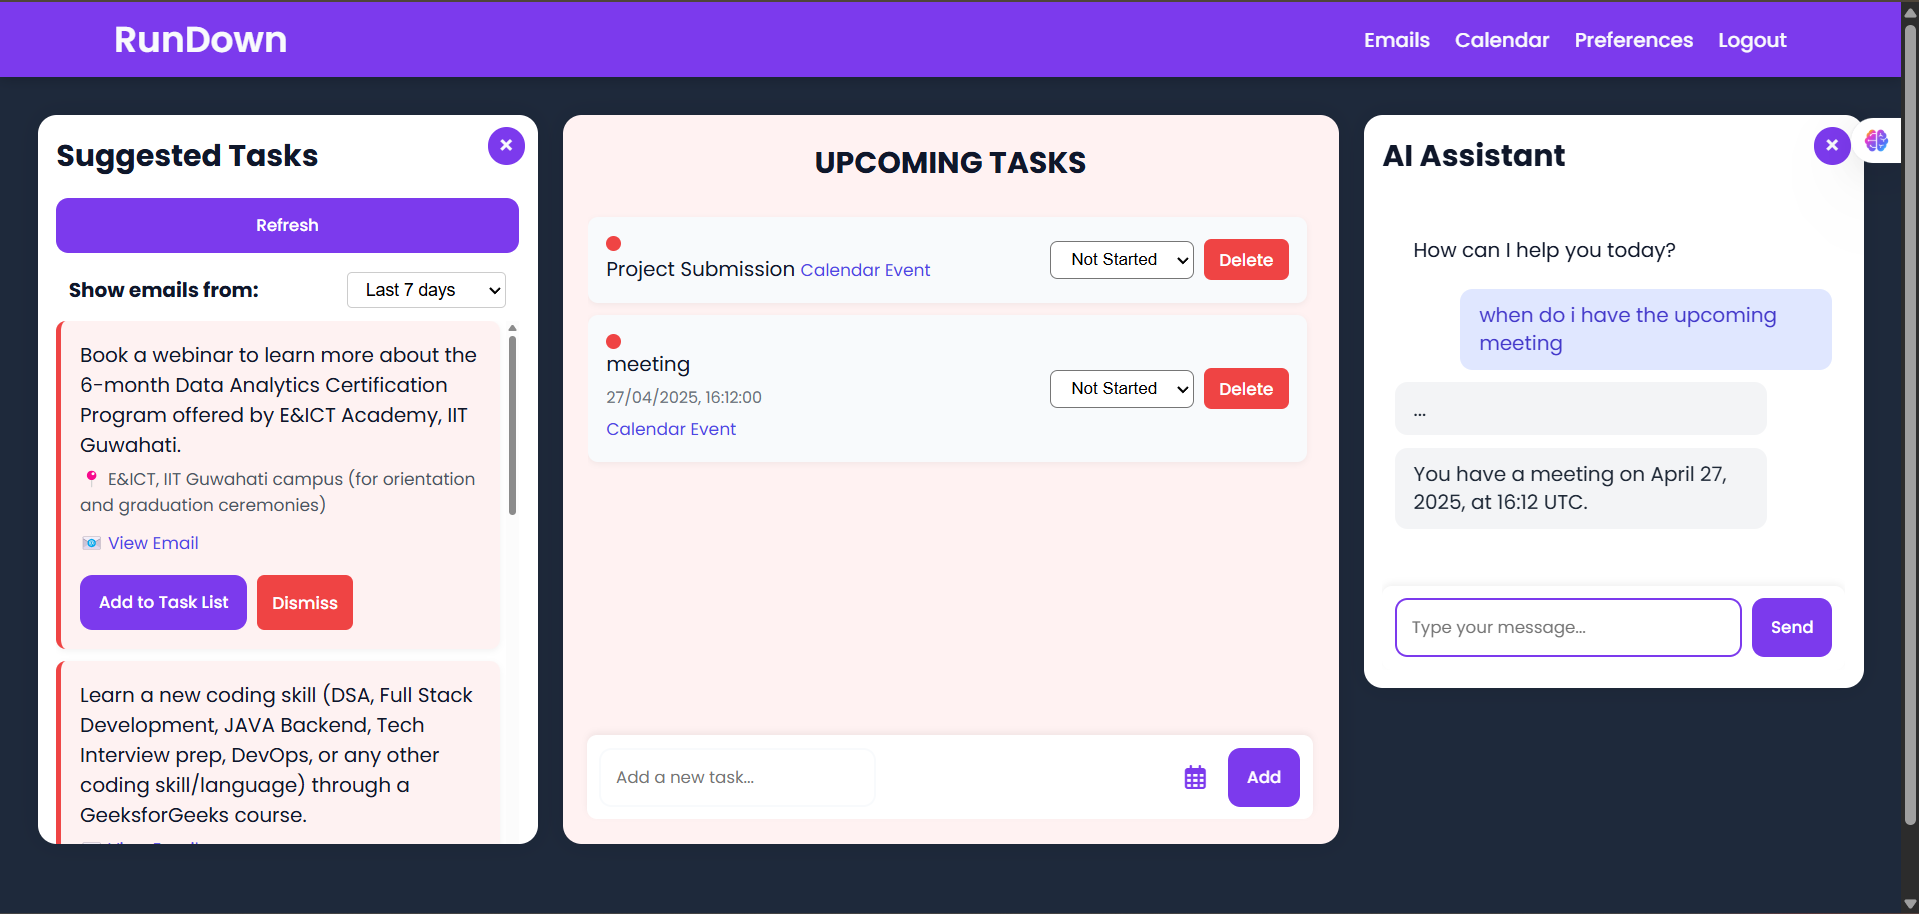 RunDown
Emails Calendar Preferences Logout
Suggested Tasks
Refresh
Show emails from: Last 7 days
Book a webinar to learn more about the
6-month Data Analytics Certification
Program offered by E&ICT Academy, IIT
Guwahati.
E&ICT, IIT Guwahati campus (for orientation
and graduation ceremonies)
View Email
Add to Task List Dismiss
Learn a new coding skill (DSA, Full Stack
Development, JAVA Backend, Tech
Interview prep, DevOps, or any other
coding skill/language) through a
GeeksforGeeks course.
UPCOMING TASKS
Project Submission Calendar Event
Not Started Delete
meeting
27/04/2025, 16:12:00
Calendar Event
Not Started Delete
Add a new task...
Add
AI Assistant
How can I help you today?
when do i have the upcoming
meeting
...
You have a meeting on April 27,
2025, at 16:12 UTC.
Type your message...
Send